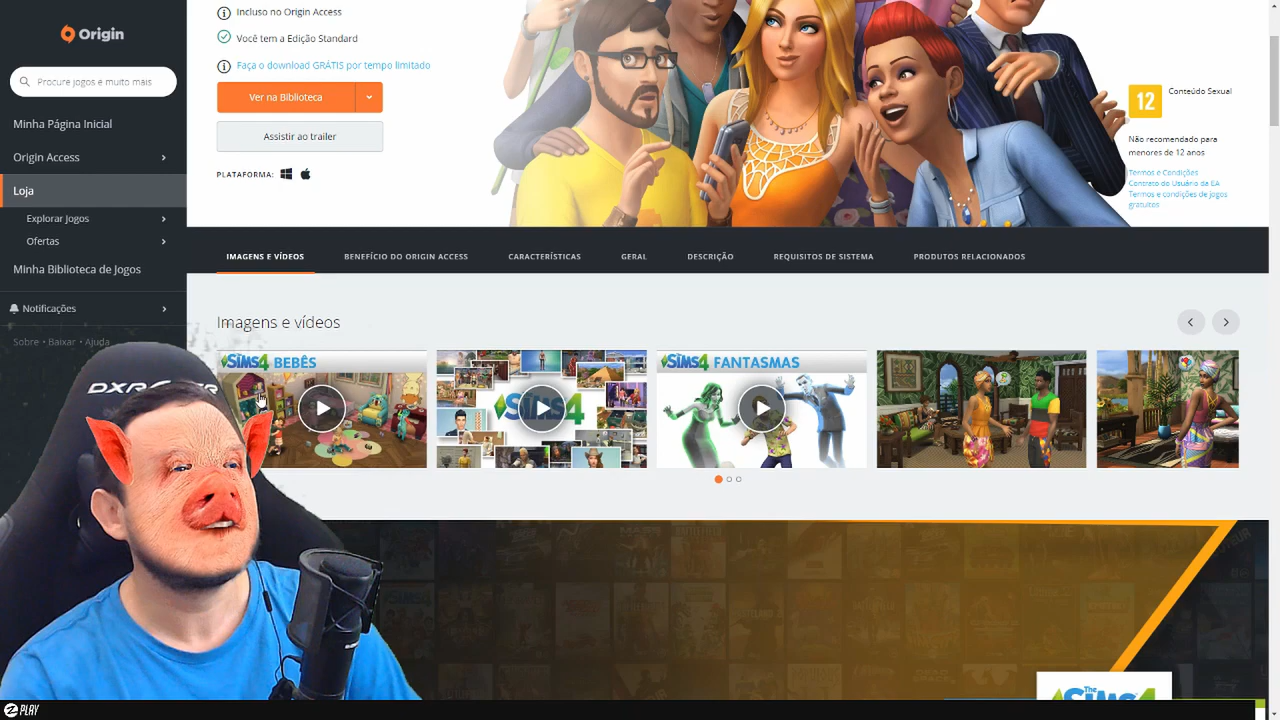 Origin
Procure jogos e muito mais
Minha Página Inicial
Origin Access
Loja
Explorar Jogos
Ofertas
Minha Biblioteca de Jogos
Notificações
Sobre • Baixar • Ajuda
Incluso no Origin Access
Você tem a Edição Standard
Faça o download GRÁTIS por tempo limitado
Ver na Biblioteca
Assistir ao trailer
PLATAFORMA:
12
Conteúdo Sexual
Não recomendado para
menores de 12 anos
Termos e Condições
Contrato do Usuário da EA
Termos e condições de jogos
gratuitos
IMAGENS E VÍDEOS
BENEFÍCIO DO ORIGIN ACCESS
CARACTERÍSTICAS
GERAL
DESCRIÇÃO
REQUISITOS DE SISTEMA
PRODUTOS RELACIONADOS
Imagens e vídeos
SIMS4 BEBÊS
SIMS4
SIMS4 FANTASMAS
The
SIMS4
PLAY